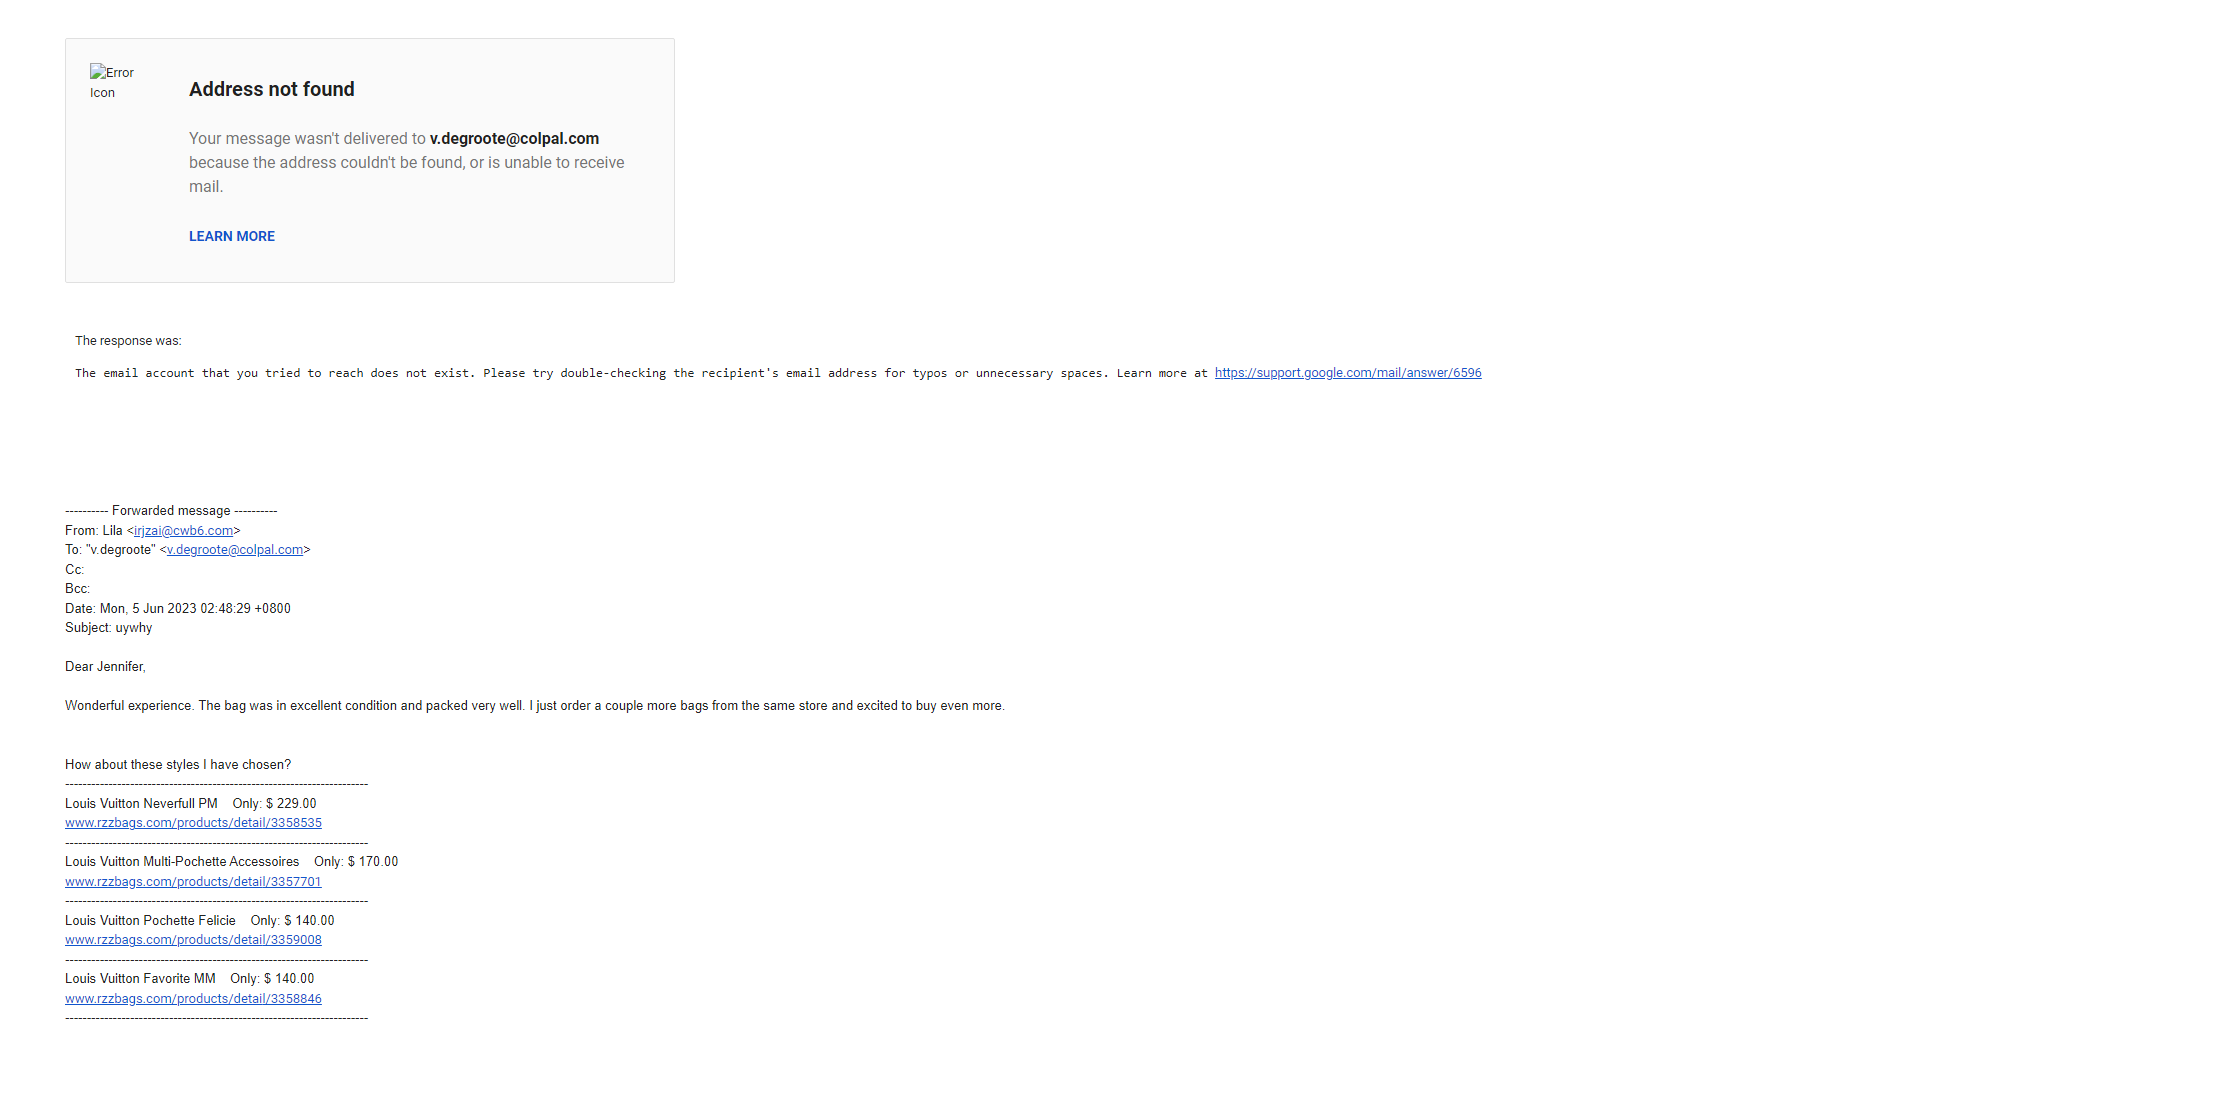 Error
Icon
Address not found
Your message wasn't delivered to v.degroote@colpal.com
because the address couldn't be found, or is unable to receive
mail.
LEARN MORE
The response was:
The email account that you tried to reach does not exist. Please try double-checking the recipient's email address for typos or unnecessary spaces. Learn more at https://support.google.com/mail/answer/6596
---------- Forwarded message ----------
From: Lila <irjzai@cwb6.com>
To: "v.degroote" <v.degroote@colpal.com>
Cc:
Bcc:
Date: Mon, 5 Jun 2023 02:48:29 +0800
Subject: uywhy
Dear Jennifer,
Wonderful experience. The bag was in excellent condition and packed very well. I just order a couple more bags from the same store and excited to buy even more.
How about these styles I have chosen?
----------------------------------------------------------------------
Louis Vuitton Neverfull PM    Only: $ 229.00
www.rzzbags.com/products/detail/3358535
----------------------------------------------------------------------
Louis Vuitton Multi-Pochette Accessoires    Only: $ 170.00
www.rzzbags.com/products/detail/3357701
----------------------------------------------------------------------
Louis Vuitton Pochette Felicie    Only: $ 140.00
www.rzzbags.com/products/detail/3359008
----------------------------------------------------------------------
Louis Vuitton Favorite MM    Only: $ 140.00
www.rzzbags.com/products/detail/3358846
----------------------------------------------------------------------